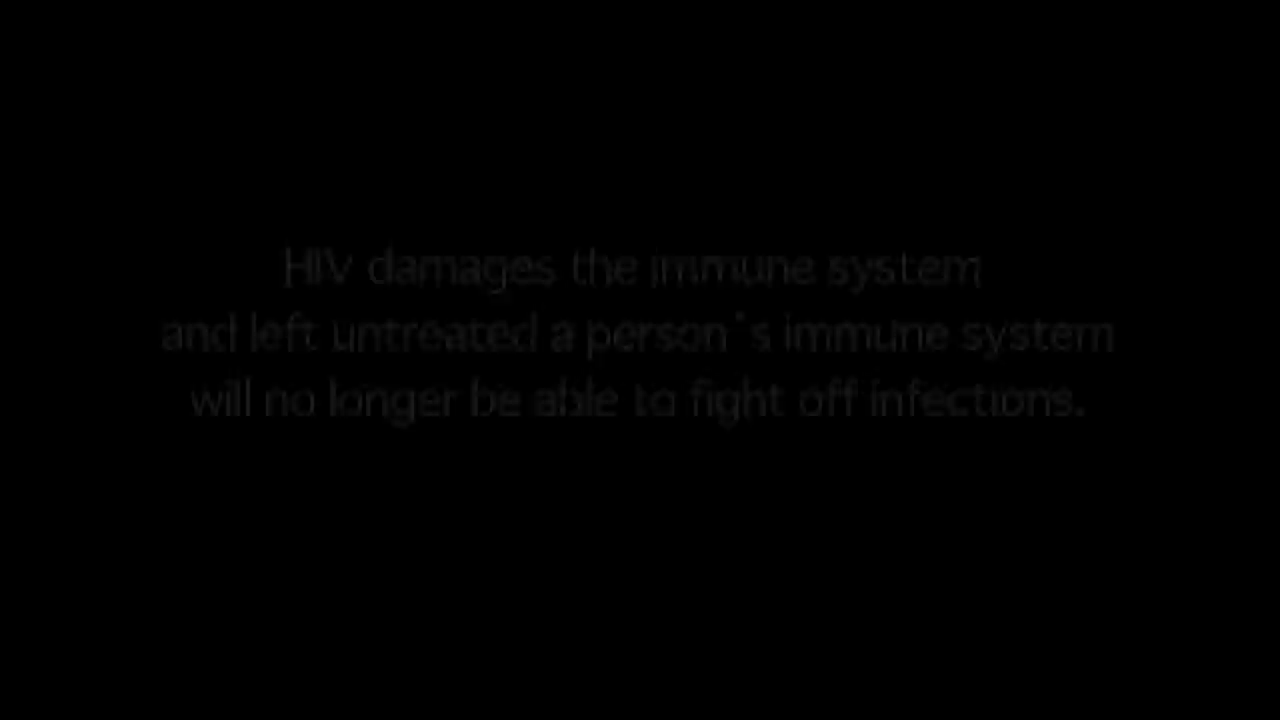 HIV damages the immune system
and left untreated a person´s immune system
will no longer be able to fight off infections.